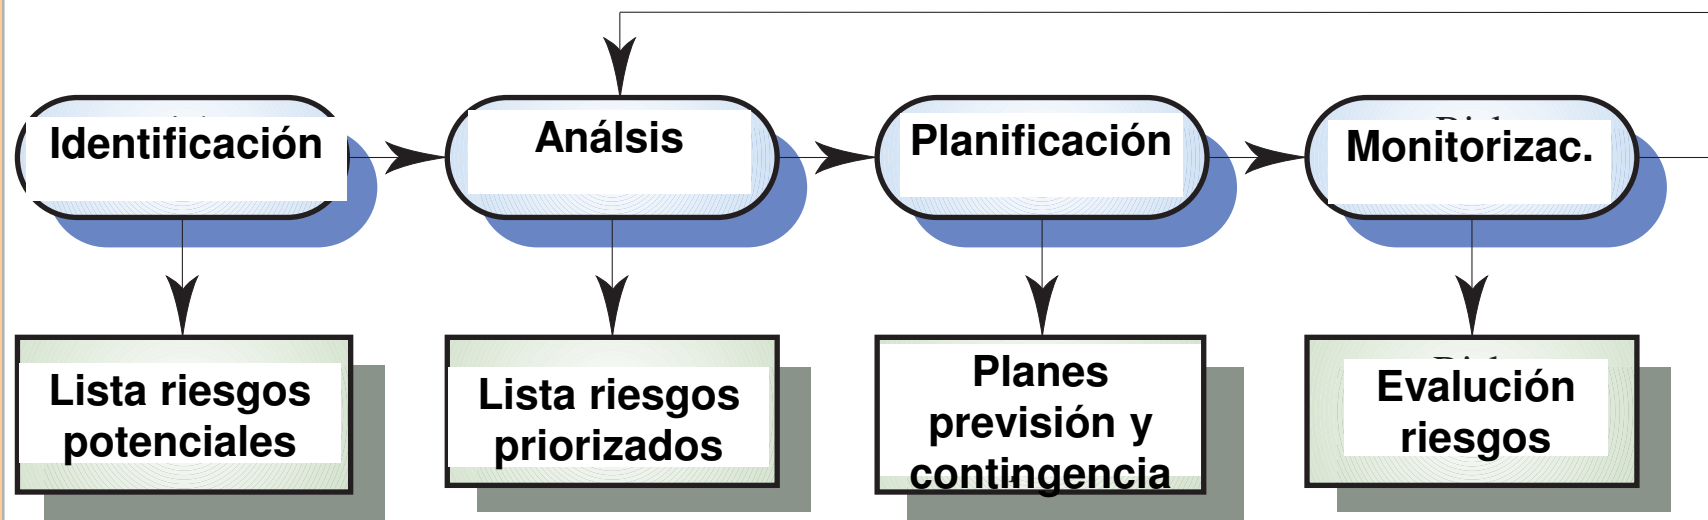 Identificación
Análsis
Planificación
Monitorizac.
Lista riesgos
potenciales
Lista riesgos
priorizados
Planes
previsión y
contingencia
Evalución
riesgos